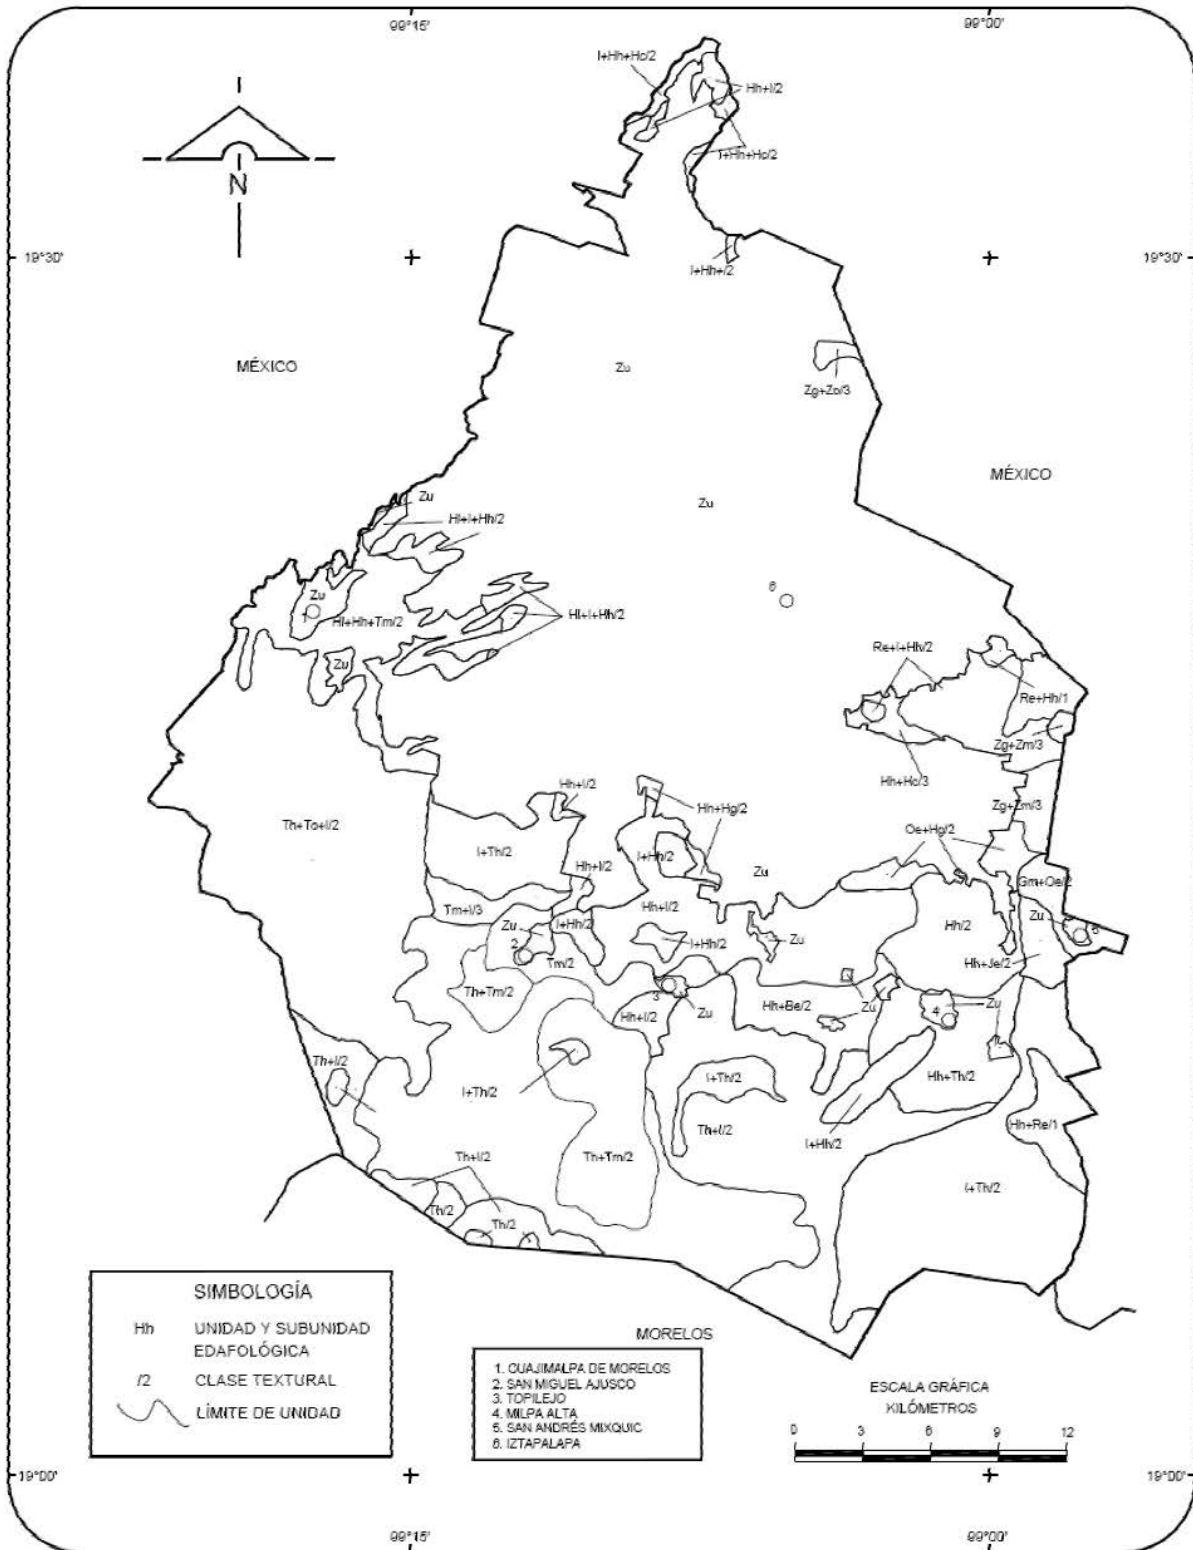 99°15'
99°00'
I+Hh+Hc/2
Hh+I/2
I+Hh+Hc/2
N
19°30'
19°30'
I+Hh+/2
MÉXICO
Zu
Zg+Zo/3
MÉXICO
Zu
Zu
Hl+I+Hh/2
6
Zu
1
Hl+Hh+Tm/2
Hl+I+Hh/2
Re+I+Hh/2
Zu
Re+Hh/1
Zg+Zm/3
Hh+Hc/3
Hh+I/2
Hh+Hg/2
Zg+Zm/3
Th+To+I/2
Oe+Hg/2
I+Th/2
I+Hh/2
Hh+I/2
Zu
Gm+Oe/2
Tm+I/3
Hh+I/2
Zu
I+Hh/2
Hh/2
Zu
5
2
I+Hh/2
Zu
Tm/2
Hh+Je/2
Th+Tm/2
3
Hh+I/2
Zu
Hh+Be/2
Zu
4
Zu
Th+I/2
I+Th/2
I+Th/2
Hh+Th/2
Th+I/2
I+Hh/2
Hh+Re/1
Th+I/2
Th+Tm/2
I+Th/2
Th/2
Th/2
SIMBOLOGÍA
Hh UNIDAD Y SUBUNIDAD
EDAFOLÓGICA
/2 CLASE TEXTURAL
LÍMITE DE UNIDAD
MORELOS
1. CUAJIMALPA DE MORELOS
2. SAN MIGUEL AJUSCO
3. TOPILEJO
4. MILPA ALTA
5. SAN ANDRÉS MIXQUIC
6. IZTAPALAPA
ESCALA GRÁFICA
KILÓMETROS
0 3 6 9 12
19°00'
19°00'
99°15'
99°00'